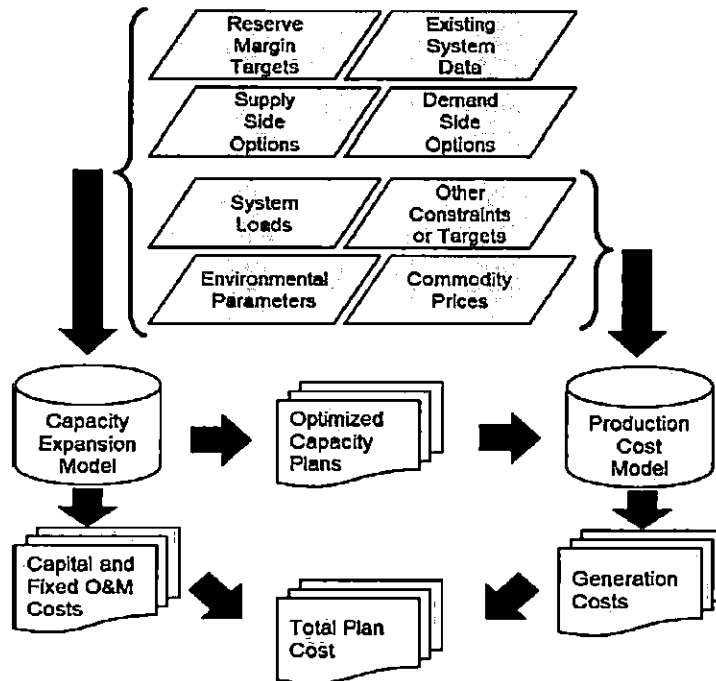 Reserve
Margin
Targets
Existing
System
Data
Supply
Side
Options
Demand
Side
Options
System
Loads
Other
Constraints
or Targets
Environmental
Parameters
Commodity
Prices
Capacity
Expansion
Model
Optimized
Capacity
Plans
Production
Cost
Model
Capital and
Fixed O&M
Costs
Total Plan
Cost
Generation
Costs